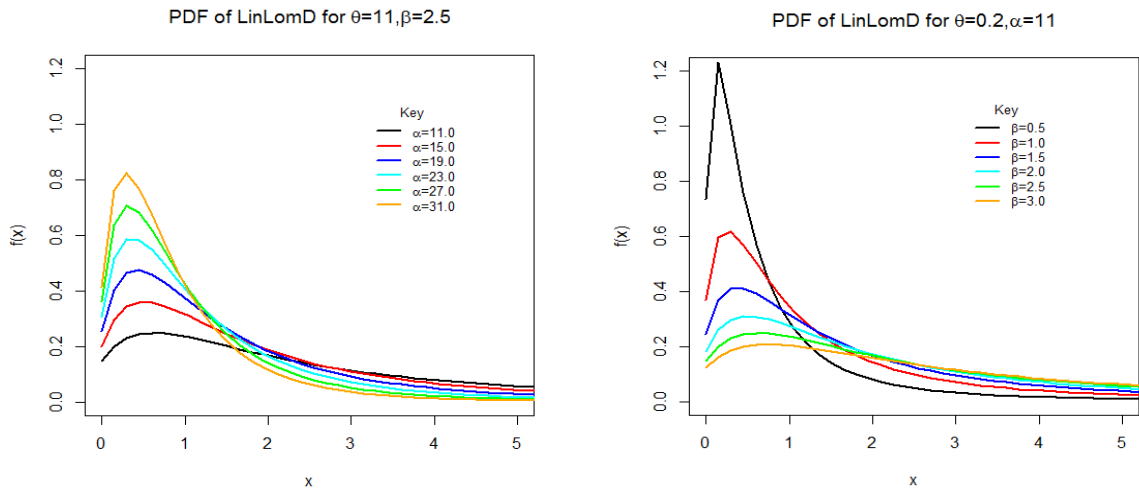 PDF of LinLomD for θ=11,β=2.5
f(x)
1.2
1.0
0.8
0.6
0.4
0.2
0.0
Key
α=11.0
α=15.0
α=19.0
α=23.0
α=27.0
α=31.0
0 1 2 3 4 5
x
PDF of LinLomD for θ=0.2,α=11
f(x)
1.2
1.0
0.8
0.6
0.4
0.2
0.0
Key
β=0.5
β=1.0
β=1.5
β=2.0
β=2.5
β=3.0
0 1 2 3 4 5
x